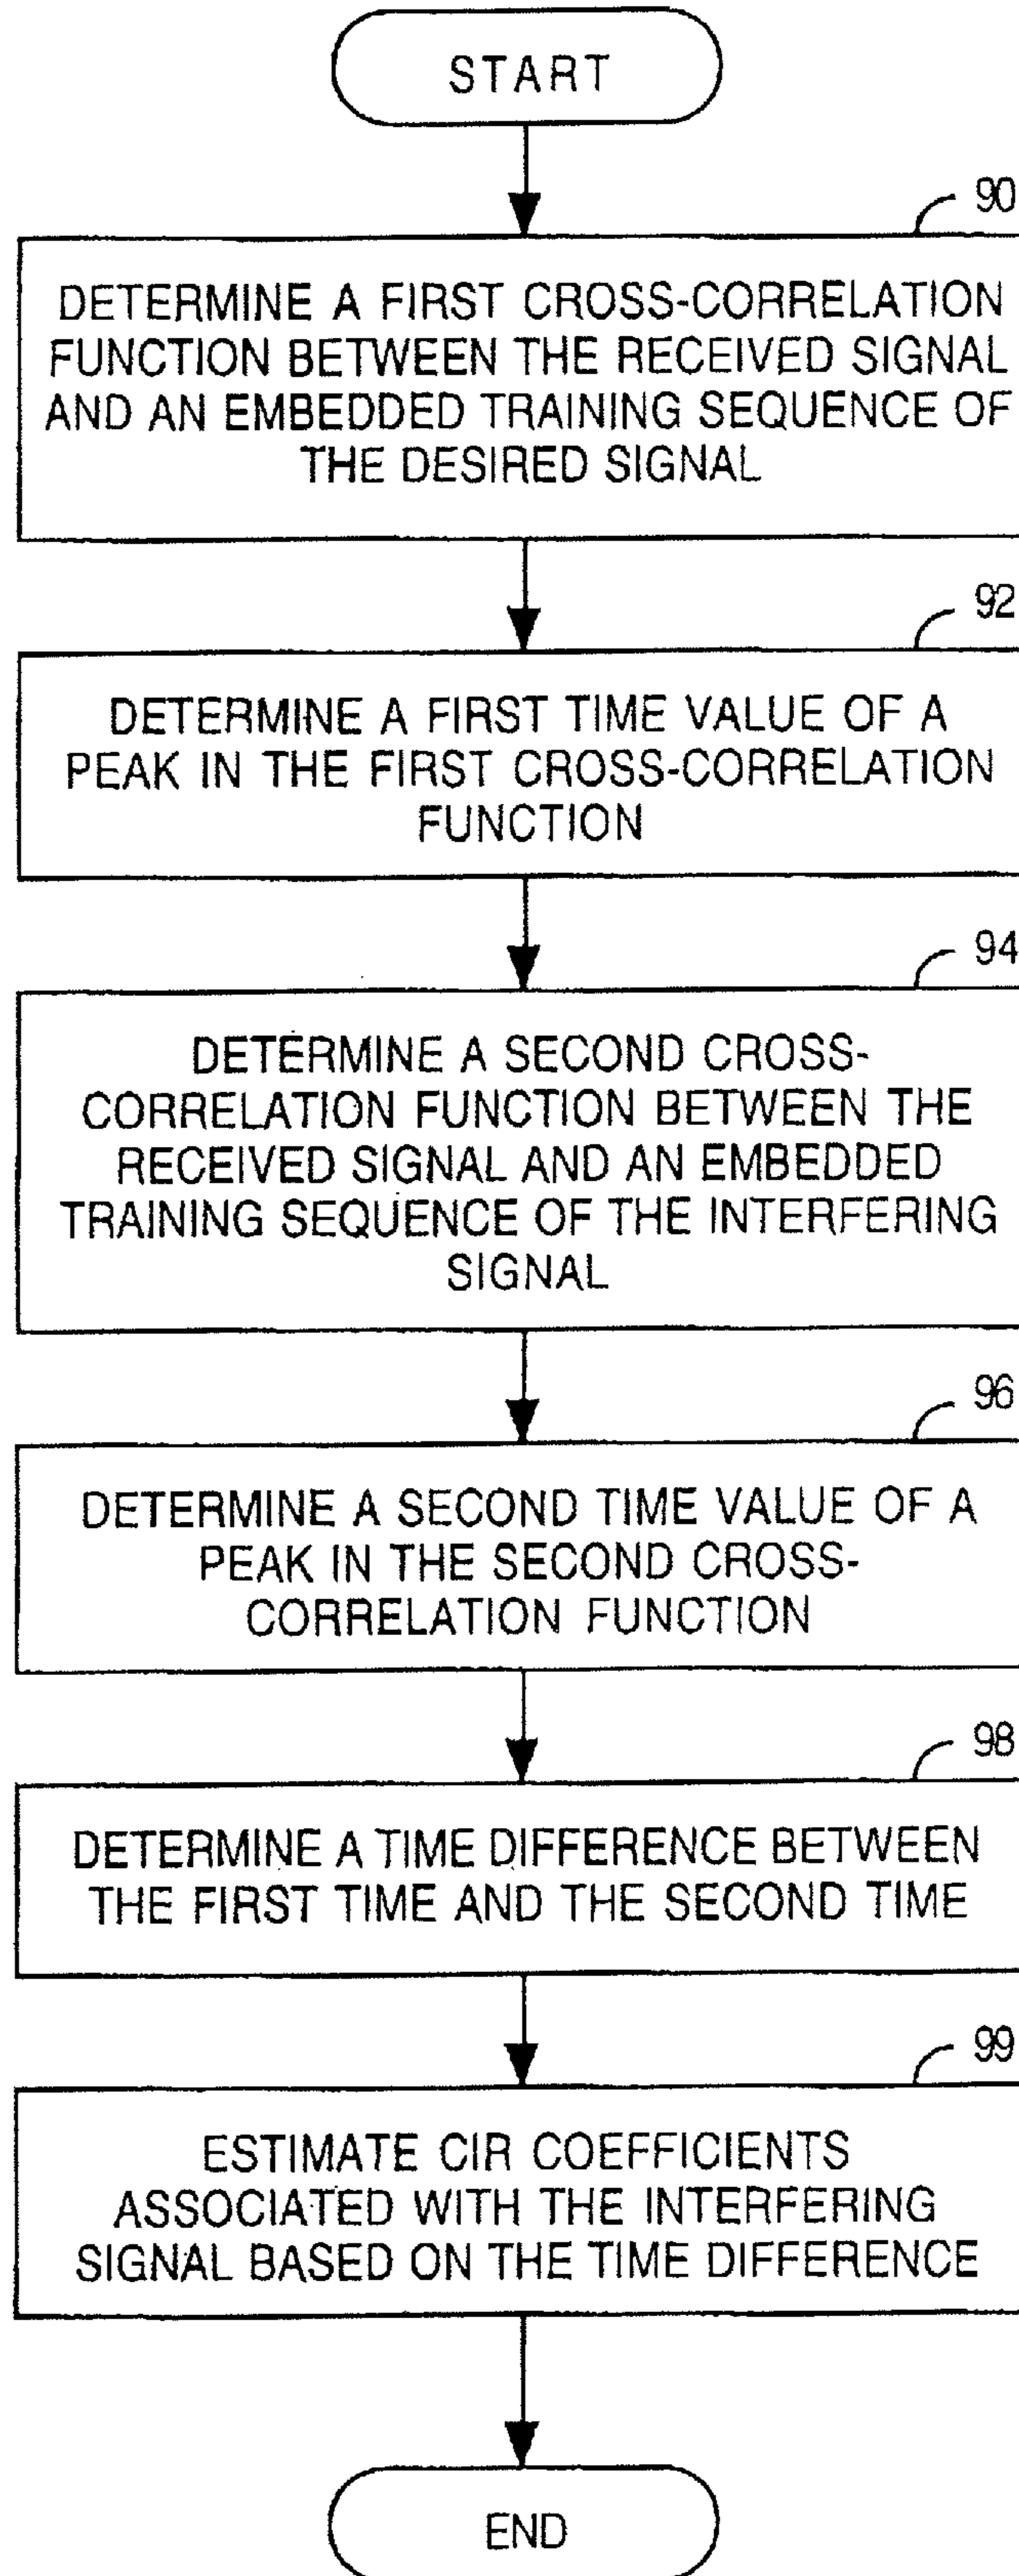 START
90
DETERMINE A FIRST CROSS-CORRELATION
FUNCTION BETWEEN THE RECEIVED SIGNAL
AND AN EMBEDDED TRAINING SEQUENCE OF
THE DESIRED SIGNAL
92
DETERMINE A FIRST TIME VALUE OF A
PEAK IN THE FIRST CROSS-CORRELATION
FUNCTION
94
DETERMINE A SECOND CROSS-
CORRELATION FUNCTION BETWEEN THE
RECEIVED SIGNAL AND AN EMBEDDED
TRAINING SEQUENCE OF THE INTERFERING
SIGNAL
96
DETERMINE A SECOND TIME VALUE OF A
PEAK IN THE SECOND CROSS-
CORRELATION FUNCTION
98
DETERMINE A TIME DIFFERENCE BETWEEN
THE FIRST TIME AND THE SECOND TIME
99
ESTIMATE CIR COEFFICIENTS
ASSOCIATED WITH THE INTERFERING
SIGNAL BASED ON THE TIME DIFFERENCE
END